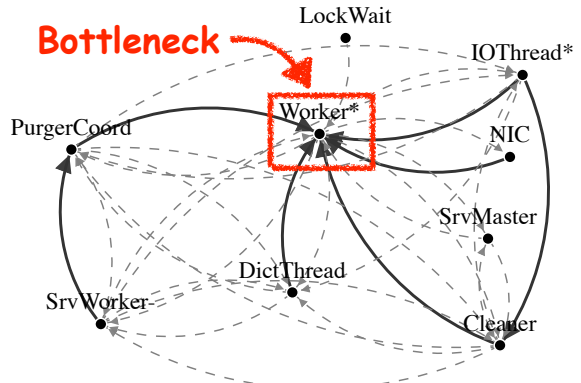 LockWait
Bottleneck
IOThread*
Worker*
PurgerCoord
NIC
SrvMaster
DictThread
SrvWorker
Cleaner